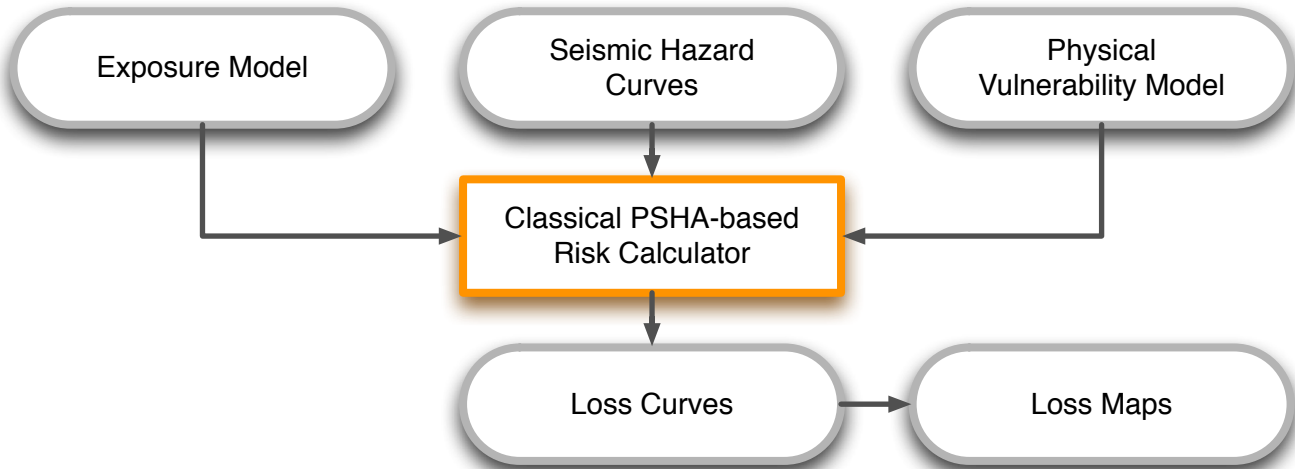 Exposure Model
Seismic Hazard
Curves
Physical
Vulnerability Model
Classical PSHA-based
Risk Calculator
Loss Curves
Loss Maps